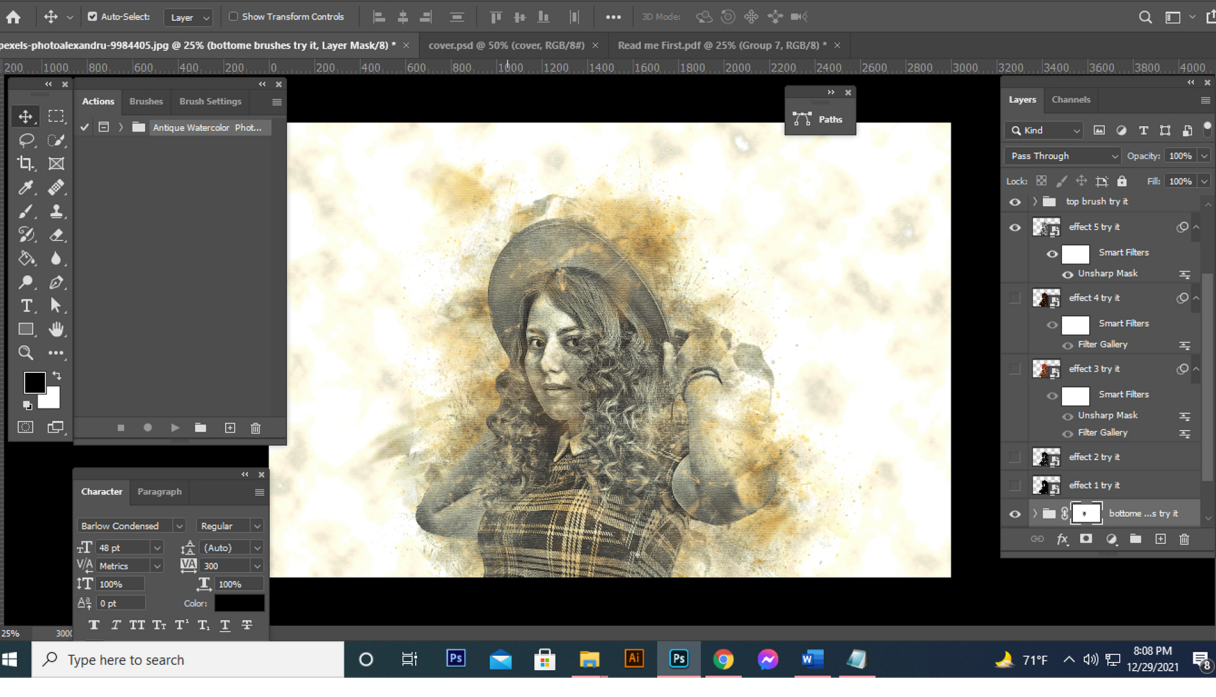 Auto-Select: Layer Show Transform Controls 3D Mode:
pexels-photoalexandru-9984405.jpg @ 25% (bottome brushes try it, Layer Mask/8) * × cover.psd @ 50% (cover, RGB/8#) × Read me First.pdf @ 25% (Group 7, RGB/8) * ×
200 1000 800 600 400 200 0 200 400 600 800 1000 1200 1400 1600 1800 2000 2200 2400 2600 2800 3000 3200 3400 3600 3800 4000
Actions Brushes Brush Settings
Antique Watercolor Phot...
Paths
Layers Channels
Kind
Pass Through Opacity: 100%
Lock: Fill: 100%
top brush try it
effect 5 try it
Smart Filters
Unsharp Mask
effect 4 try it
Smart Filters
Filter Gallery
effect 3 try it
Smart Filters
Unsharp Mask
Filter Gallery
effect 2 try it
effect 1 try it
bottome ...s try it
Character Paragraph
Barlow Condensed Regular
48 pt (Auto)
Metrics 300
100% 100%
0 pt Color:
25% 3000
Type here to search
Ps Ai Ps
71°F 8:08 PM
12/29/2021
8